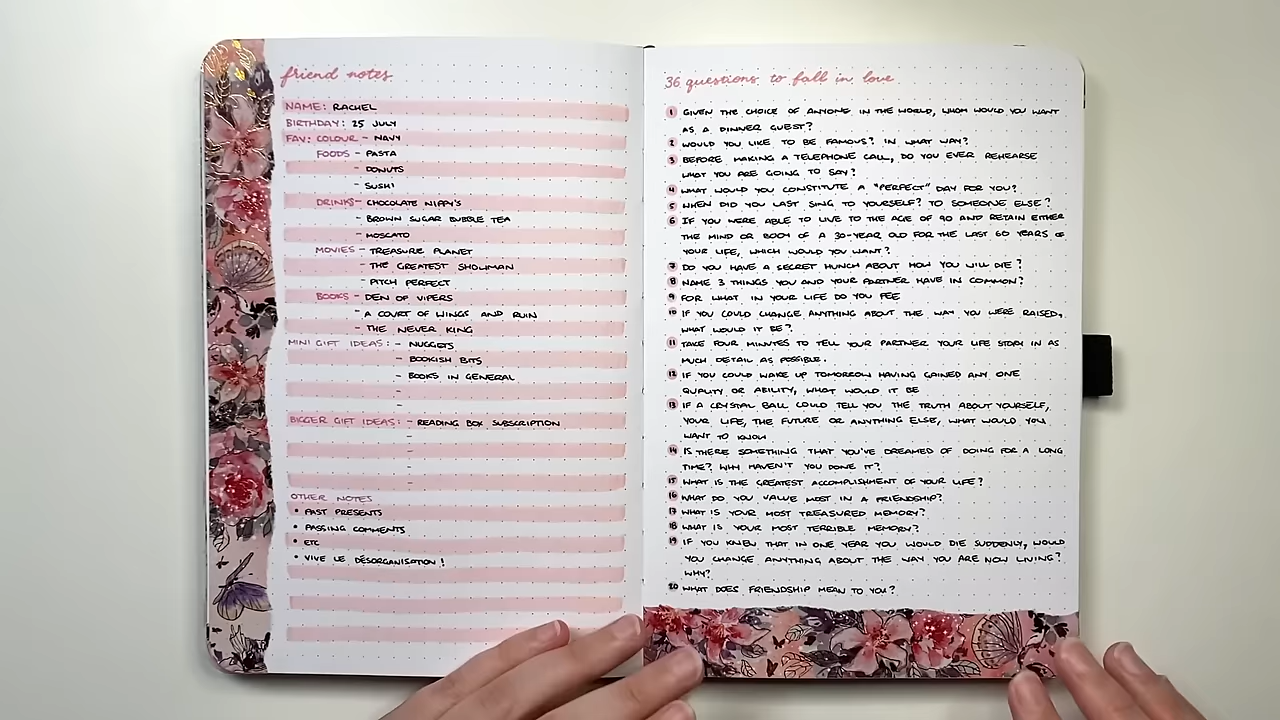 friend notes
NAME: RACHEL
BIRTHDAY: 25 JULY
FAV: COLOUR - NAVY
FOODS - PASTA
- DONUTS
- SUSHI
DRINKS - CHOCOLATE NIPPY'S
- BROWN SUGAR BUBBLE TEA
- MOSCATO
MOVIES - TREASURE PLANET
- THE GREATEST SHOWMAN
- PITCH PERFECT
BOOKS - DEN OF VIPERS
- A COURT OF WINGS AND RUIN
- THE NEVER KING
MINI GIFT IDEAS: - NUGGETS
- BOOKISH BITS
- BOOKS IN GENERAL
-
-
BIGGER GIFT IDEAS: - READING BOX SUBSCRIPTION
-
-
-
-
OTHER NOTES
• PAST PRESENTS
• PASSING COMMENTS
• ETC
• VIVE LE DÉSORGANISATION!
36 questions to fall in love
1 GIVEN THE CHOICE OF ANYONE IN THE WORLD, WHOM WOULD YOU WANT
AS A DINNER GUEST?
2 WOULD YOU LIKE TO BE FAMOUS? IN WHAT WAY?
3 BEFORE MAKING A TELEPHONE CALL, DO YOU EVER REHEARSE
WHAT YOU ARE GOING TO SAY?
4 WHAT WOULD YOU CONSTITUTE A "PERFECT" DAY FOR YOU?
5 WHEN DID YOU LAST SING TO YOURSELF? TO SOMEONE ELSE?
6 IF YOU WERE ABLE TO LIVE TO THE AGE OF 90 AND RETAIN EITHER
THE MIND OR BODY OF A 30-YEAR OLD FOR THE LAST 60 YEARS OF
YOUR LIFE, WHICH WOULD YOU WANT?
7 DO YOU HAVE A SECRET HUNCH ABOUT HOW YOU WILL DIE?
8 NAME 3 THINGS YOU AND YOUR PARTNER HAVE IN COMMON?
9 FOR WHAT IN YOUR LIFE DO YOU FEE
10 IF YOU COULD CHANGE ANYTHING ABOUT THE WAY YOU WERE RAISED,
WHAT WOULD IT BE?
11 TAKE FOUR MINUTES TO TELL YOUR PARTNER YOUR LIFE STORY IN AS
MUCH DETAIL AS POSSIBLE.
12 IF YOU COULD WAKE UP TOMORROW HAVING GAINED ANY ONE
QUALITY OR ABILITY, WHAT WOULD IT BE
13 IF A CRYSTAL BALL COULD TELL YOU THE TRUTH ABOUT YOURSELF,
YOUR LIFE, THE FUTURE OR ANYTHING ELSE, WHAT WOULD YOU
WANT TO KNOW
14 IS THERE SOMETHING THAT YOU'VE DREAMED OF DOING FOR A LONG
TIME? WHY HAVEN'T YOU DONE IT?
15 WHAT IS THE GREATEST ACCOMPLISHMENT OF YOUR LIFE?
16 WHAT DO YOU VALUE MOST IN A FRIENDSHIP?
17 WHAT IS YOUR MOST TREASURED MEMORY?
18 WHAT IS YOUR MOST TERRIBLE MEMORY?
19 IF YOU KNEW THAT IN ONE YEAR YOU WOULD DIE SUDDENLY, WOULD
YOU CHANGE ANYTHING ABOUT THE WAY YOU ARE NOW LIVING?
WHY?
20 WHAT DOES FRIENDSHIP MEAN TO YOU?